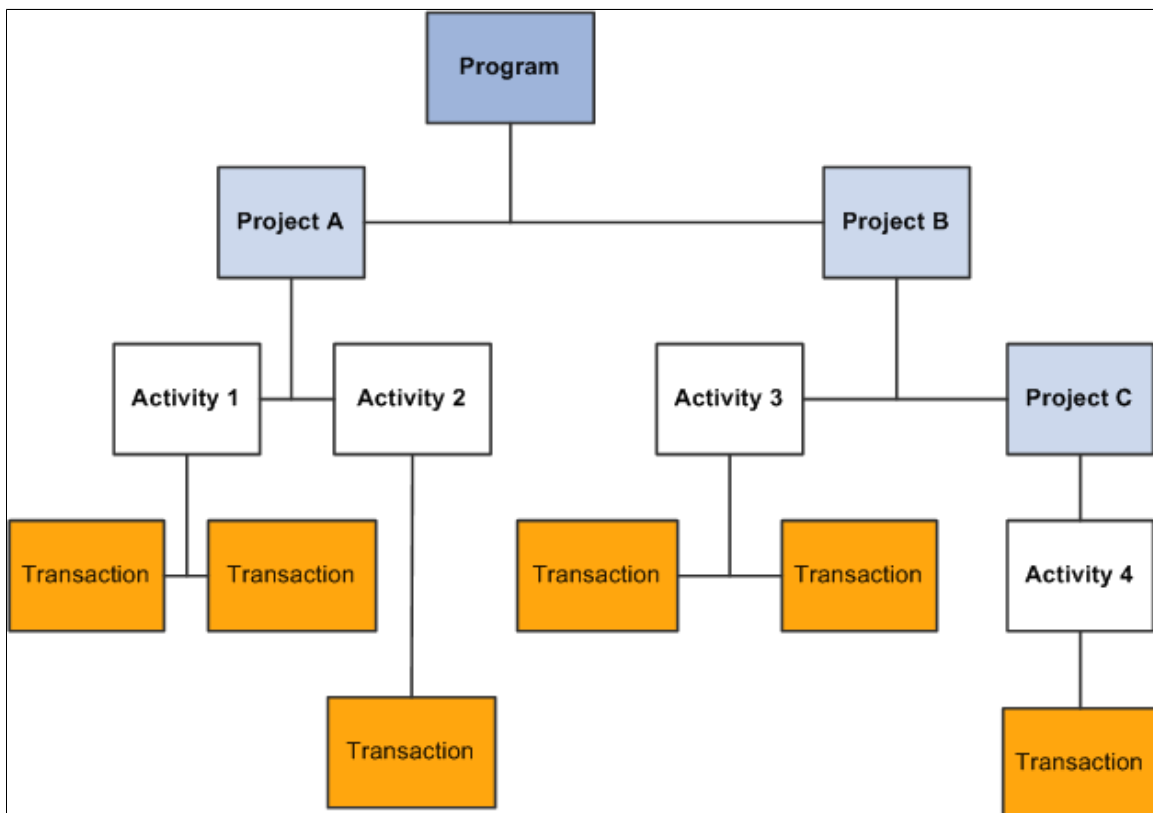 Program
Project A
Project B
Activity 1
Activity 2
Activity 3
Project C
Transaction
Transaction
Transaction
Transaction
Activity 4
Transaction
Transaction